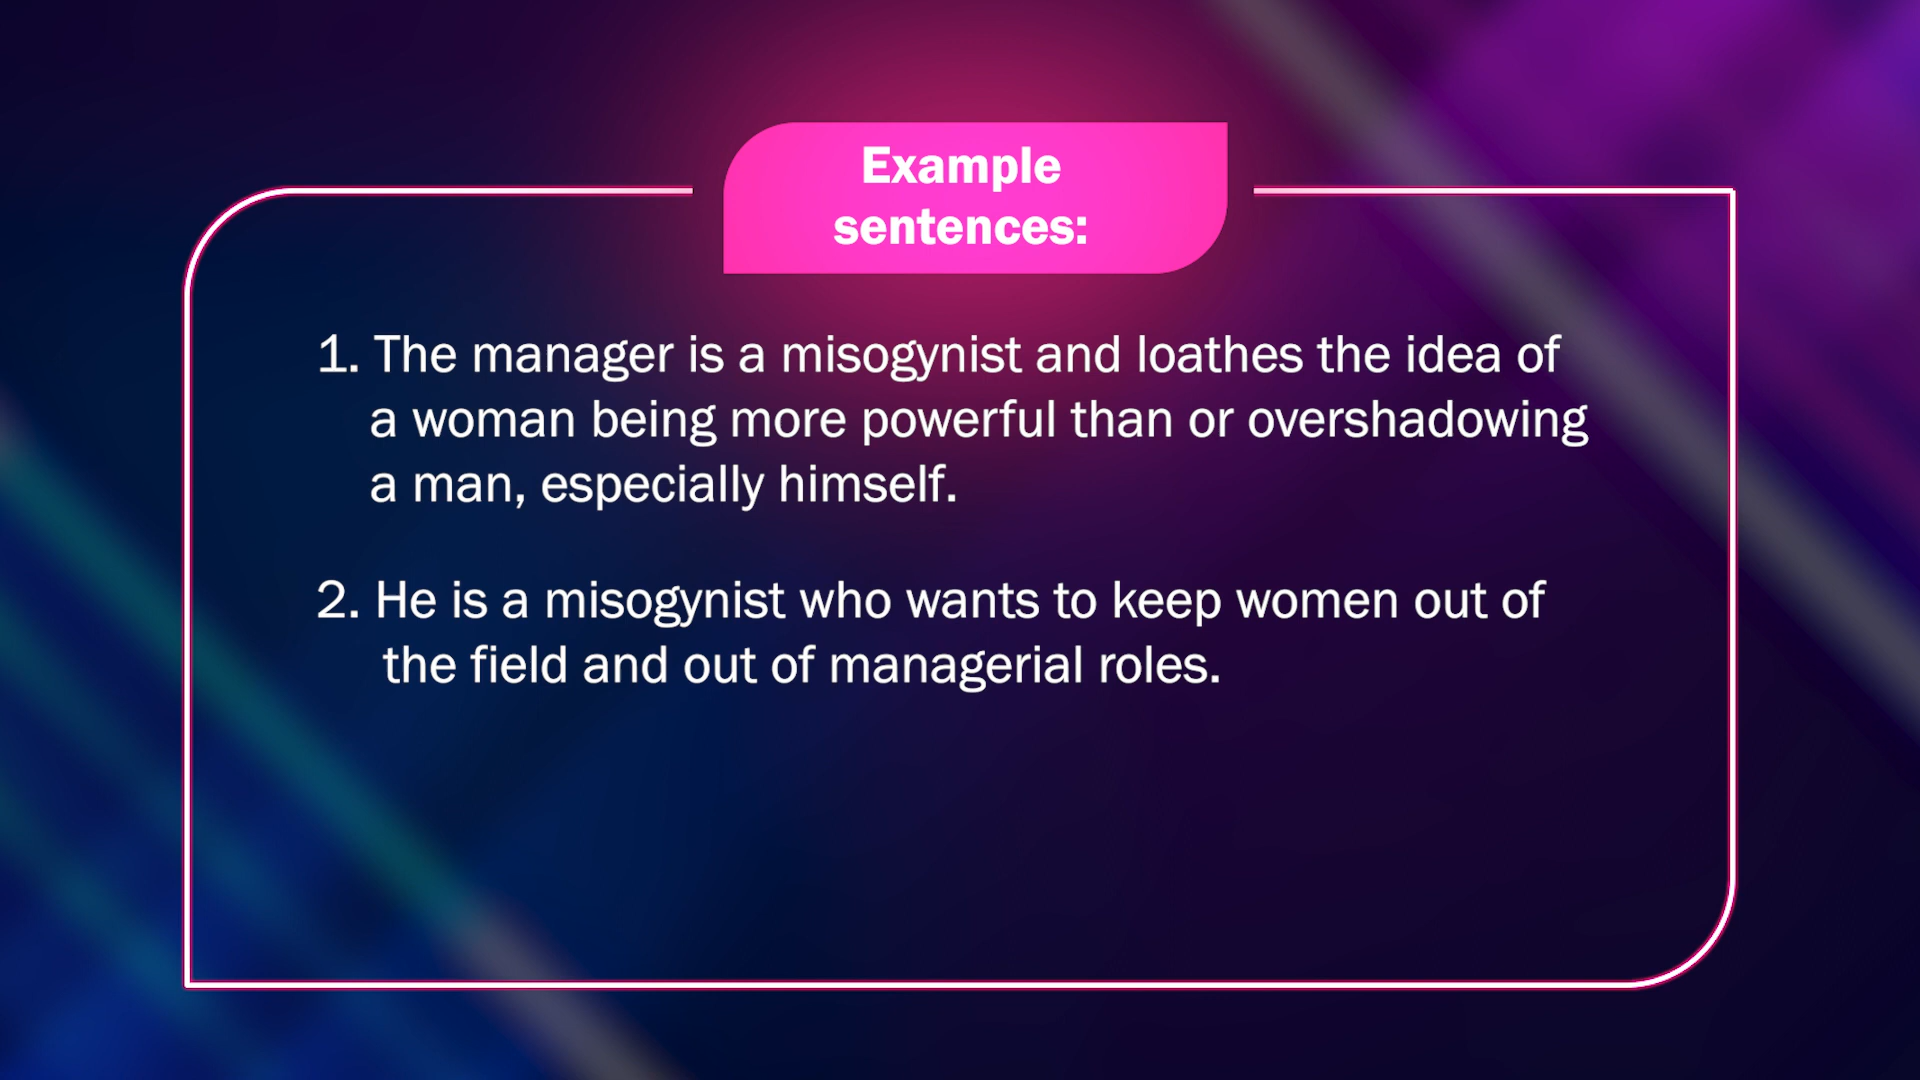 Example
sentences:
1. The manager is a misogynist and loathes the idea of
a woman being more powerful than or overshadowing
a man, especially himself.
2. He is a misogynist who wants to keep women out of
the field and out of managerial roles.